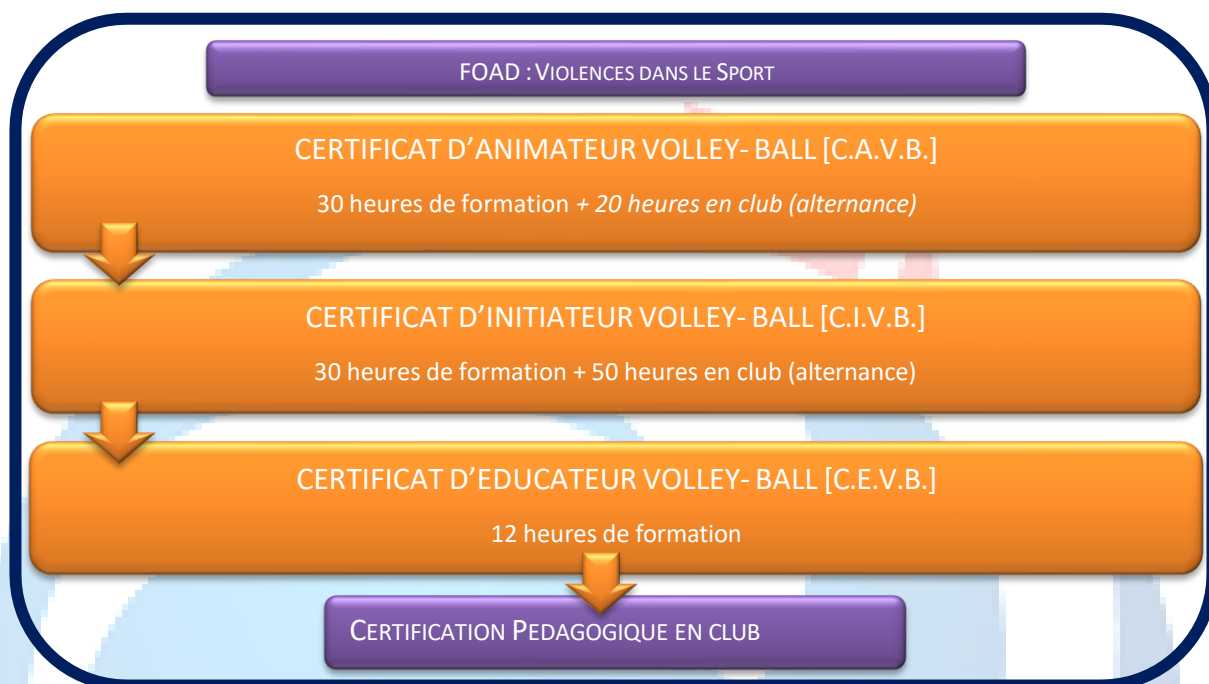 FOAD : VIOLENCES DANS LE SPORT
CERTIFICAT D'ANIMATEUR VOLLEY- BALL [C.A.V.B.]
30 heures de formation + 20 heures en club (alternance)
CERTIFICAT D'INITIATEUR VOLLEY- BALL [C.I.V.B.]
30 heures de formation + 50 heures en club (alternance)
CERTIFICAT D'EDUCATEUR VOLLEY- BALL [C.E.V.B.]
12 heures de formation
CERTIFICATION PEDAGOGIQUE EN CLUB